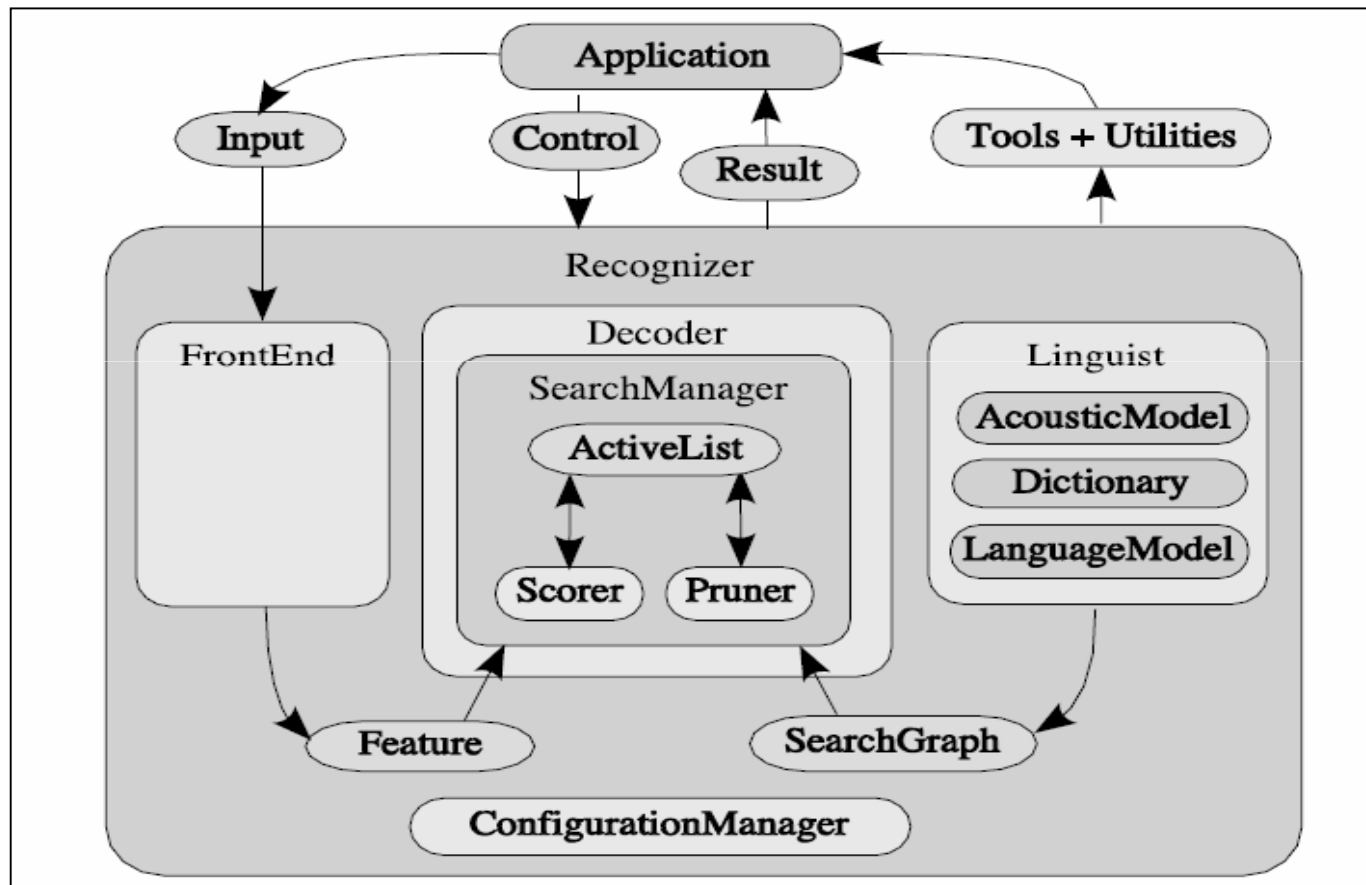 Application
Input
Control
Result
Tools + Utilities
Recognizer
FrontEnd
Decoder
SearchManager
ActiveList
Scorer
Pruner
Linguist
AcousticModel
Dictionary
LanguageModel
Feature
SearchGraph
ConfigurationManager